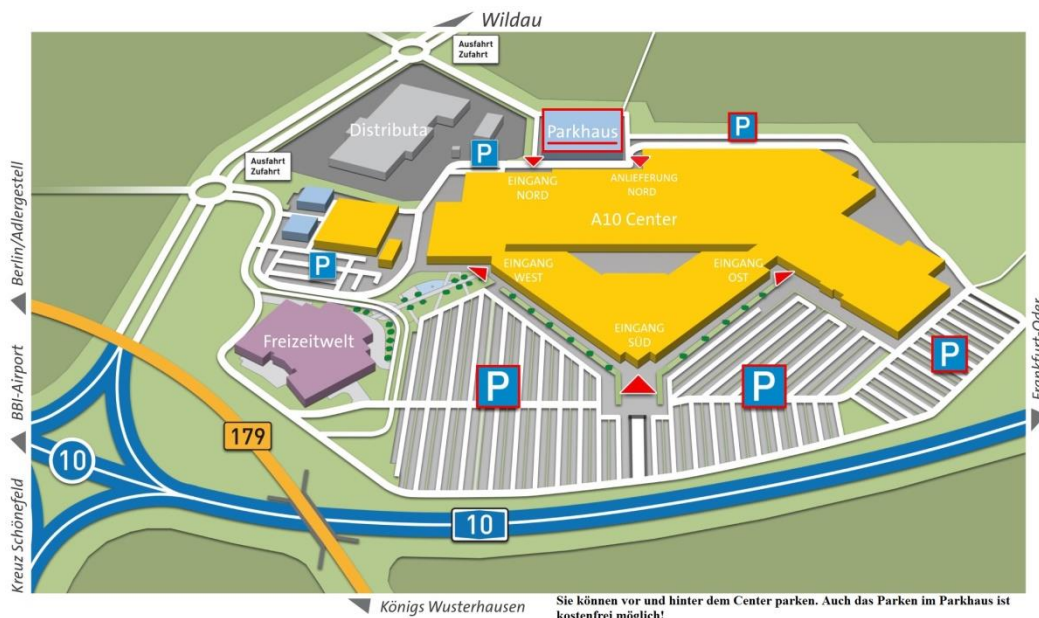 Wildau
Ausfahrt
Zufahrt
Distributa
Parkhaus
P
P
Ausfahrt
Zufahrt
EINGANG
NORD
ANLIEFERUNG
NORD
A10 Center
Berlin/Adlergestell
P
EINGANG
WEST
EINGANG
OST
EINGANG
SÜD
Freizeitwelt
P
P
P
BBI-Airport
Frankfurt-Oder
179
10
10
Kreuz Schönefeld
Königs Wusterhausen
Sie können vor und hinter dem Center parken. Auch das Parken im Parkhaus ist
kostenfrei möglich!